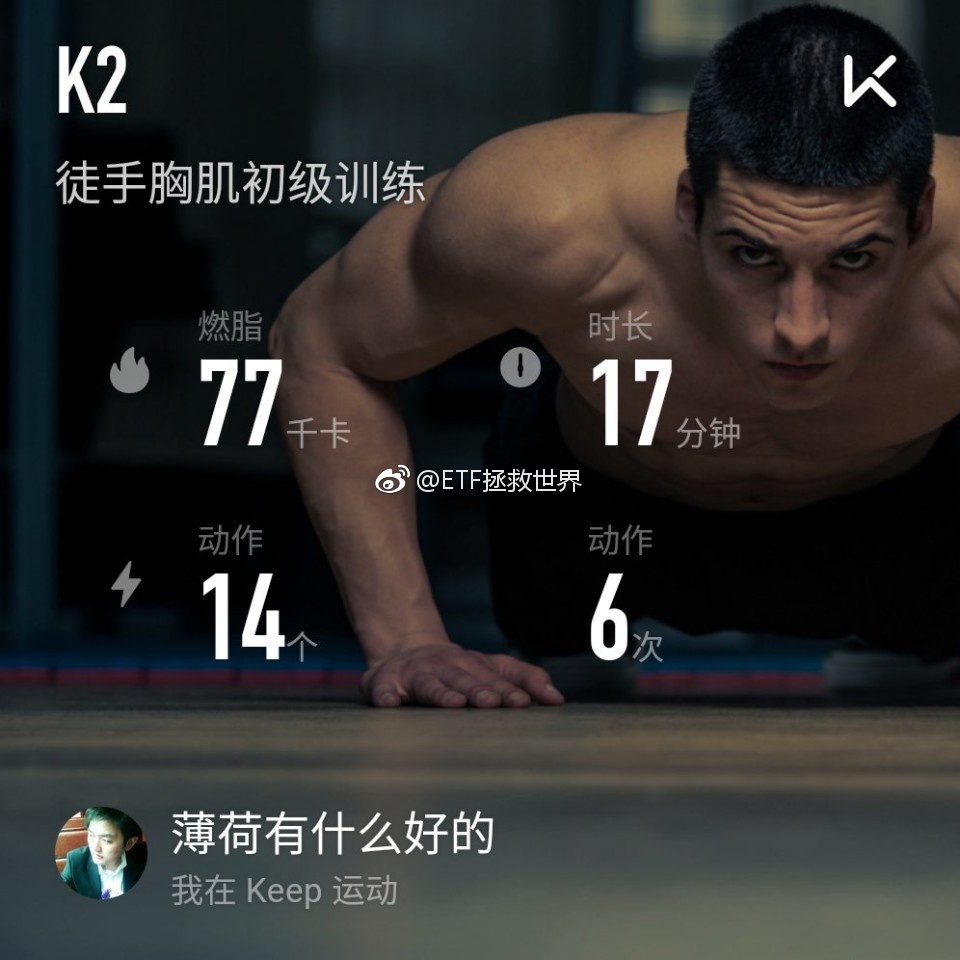 K2
徒手胸肌初级训练
燃脂
77千卡
时长
17分钟
@ETF拯救世界
动作
14个
动作
6次
薄荷有什么好的
我在 Keep 运动